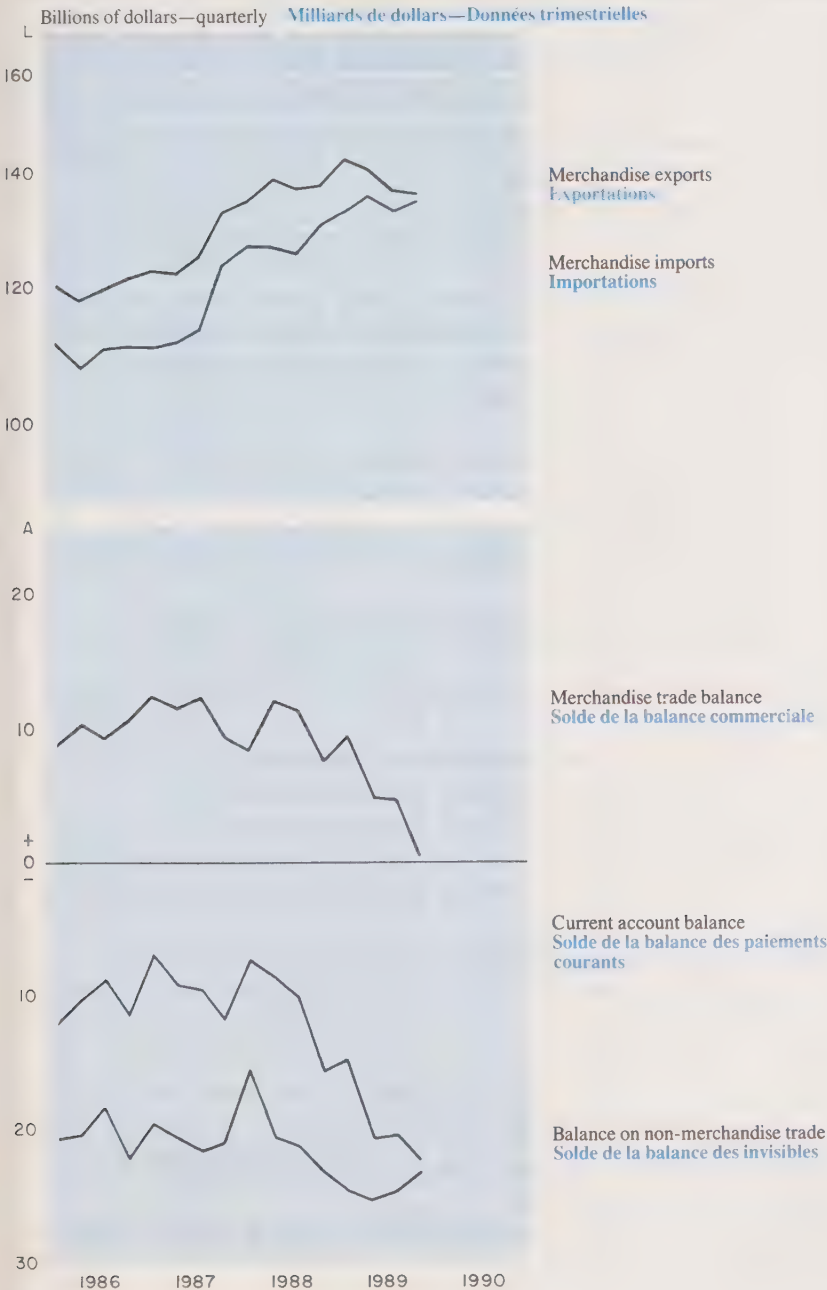 Billions of dollars—quarterly Milliards de dollars—Données trimestrielles
L
160
140
120
100
Merchandise exports
Exportations
Merchandise imports
Importations
A
20
10
+
0
−
10
20
30
Merchandise trade balance
Solde de la balance commerciale
Current account balance
Solde de la balance des paiements
courants
Balance on non-merchandise trade
Solde de la balance des invisibles
1986 1987 1988 1989 1990